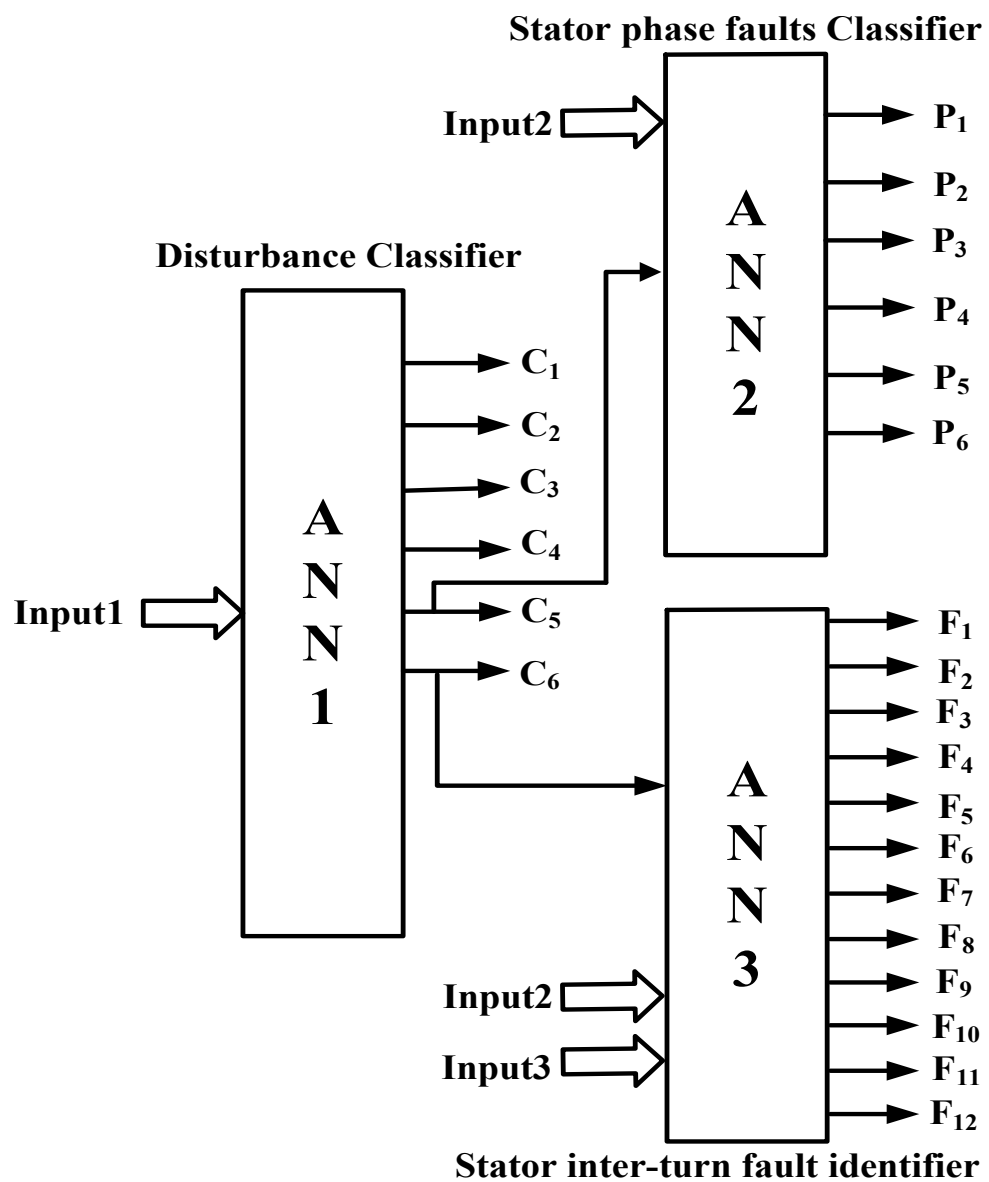 Stator phase faults Classifier
Input2
A
N
N
2
P1
P2
P3
P4
P5
P6
Disturbance Classifier
Input1
A
N
N
1
C1
C2
C3
C4
C5
C6
A
N
N
3
Input2
Input3
F1
F2
F3
F4
F5
F6
F7
F8
F9
F10
F11
F12
Stator inter-turn fault identifier